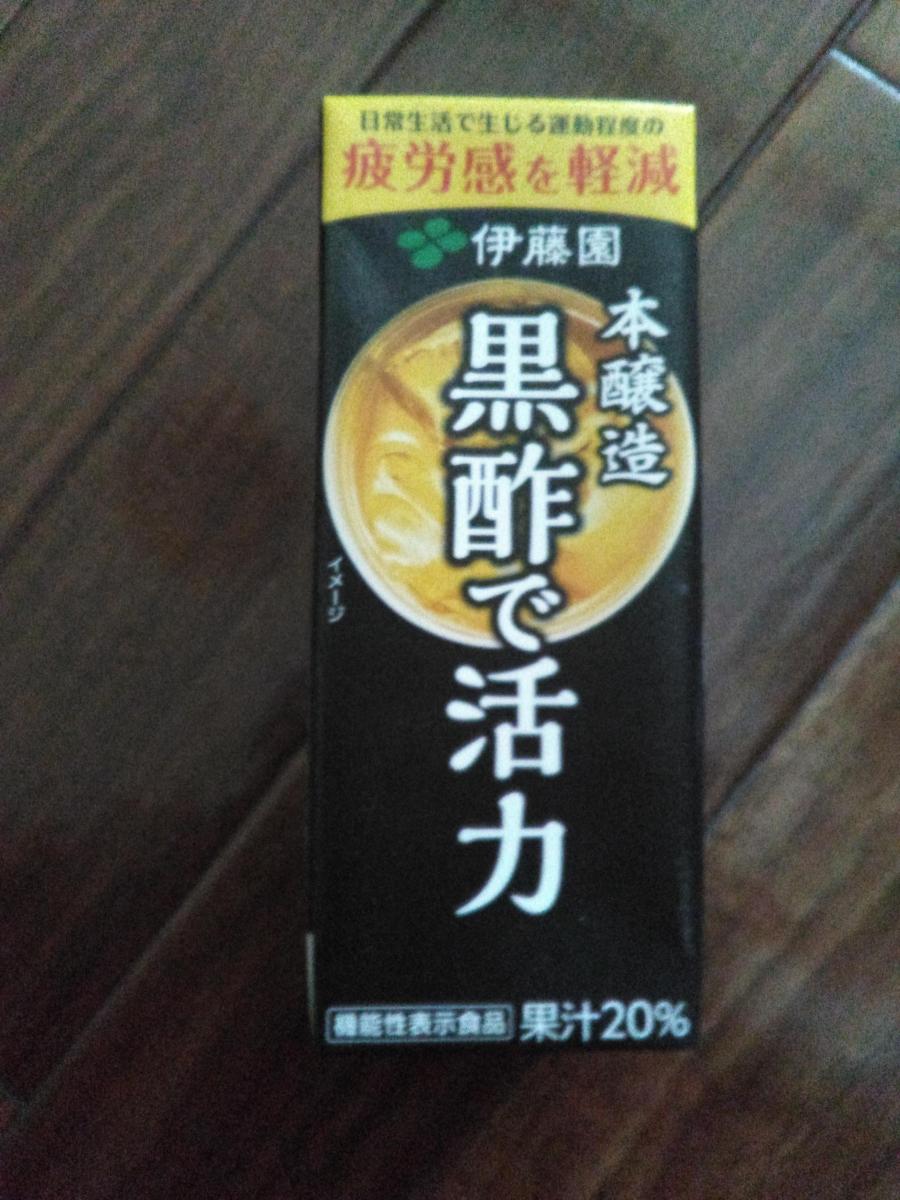 日常生活で生じる運動程度の
疲労感を軽減
伊藤園
本醸造
黒酢で活力
イメージ
機能性表示食品
果汁20%